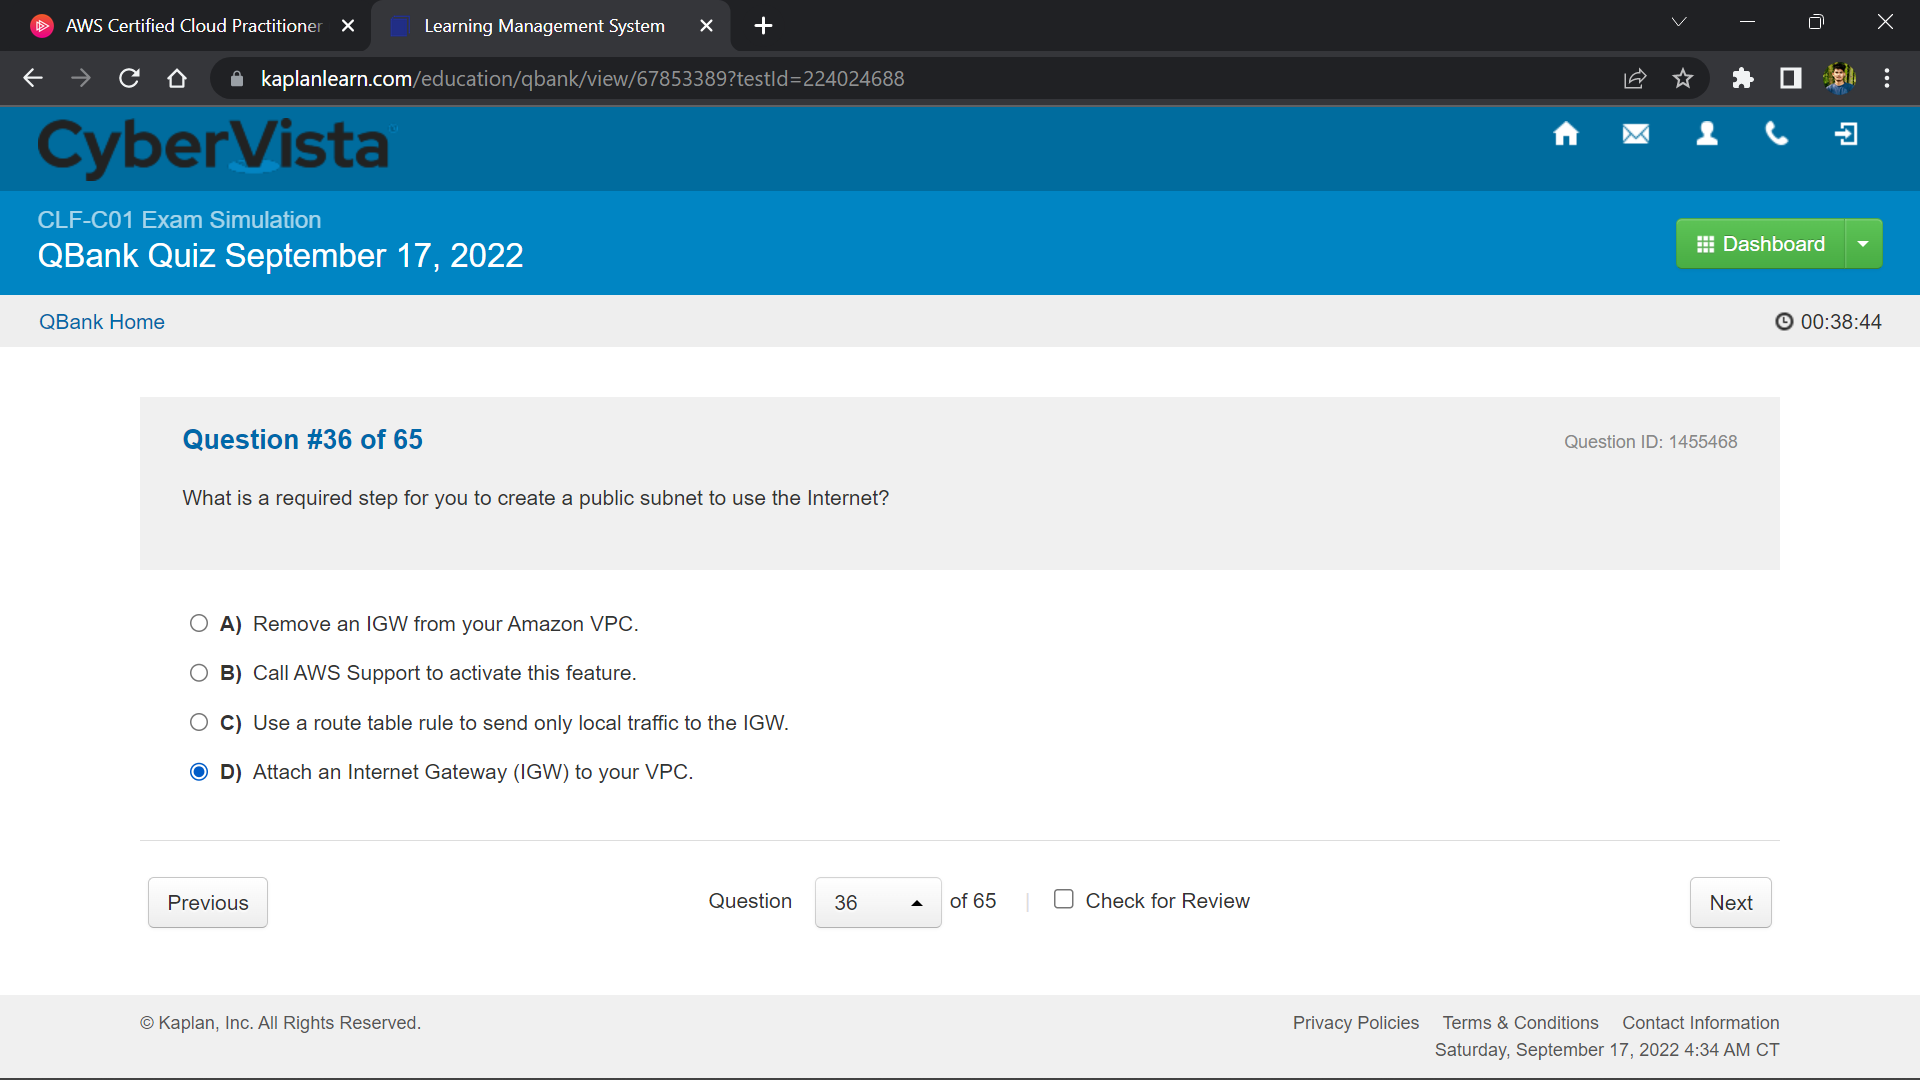 AWS Certified Cloud Practitioner
Learning Management System
kaplanlearn.com/education/qbank/view/67853389?testId=224024688
CyberVista
CLF-C01 Exam Simulation
QBank Quiz September 17, 2022
Dashboard
QBank Home
00:38:44
Question #36 of 65
Question ID: 1455468
What is a required step for you to create a public subnet to use the Internet?
A) Remove an IGW from your Amazon VPC.
B) Call AWS Support to activate this feature.
C) Use a route table rule to send only local traffic to the IGW.
D) Attach an Internet Gateway (IGW) to your VPC.
Previous
Question 36 of 65 | Check for Review
Next
© Kaplan, Inc. All Rights Reserved.
Privacy Policies Terms & Conditions Contact Information
Saturday, September 17, 2022 4:34 AM CT